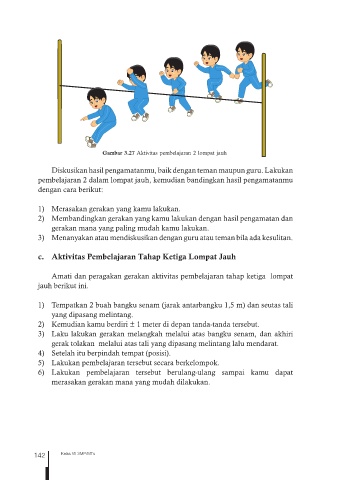 Gambar 3.27 Aktivitas pembelajaran 2 lompat jauh
Diskusikan hasil pengamatanmu, baik dengan teman maupun guru. Lakukan
pembelajaran 2 dalam lompat jauh, kemudian bandingkan hasil pengamatanmu
dengan cara berikut:
1) Merasakan gerakan yang kamu lakukan.
2) Membandingkan gerakan yang kamu lakukan dengan hasil pengamatan dan
gerakan mana yang paling mudah kamu lakukan.
3) Menanyakan atau mendiskusikan dengan guru atau teman bila ada kesulitan.
c. Aktivitas Pembelajaran Tahap Ketiga Lompat Jauh
Amati dan peragakan gerakan aktivitas pembelajaran tahap ketiga lompat
jauh berikut ini.
1) Tempatkan 2 buah bangku senam (jarak antarbangku 1,5 m) dan seutas tali
yang dipasang melintang.
2) Kemudian kamu berdiri ± 1 meter di depan tanda-tanda tersebut.
3) Lalu lakukan gerakan melangkah melalui atas bangku senam, dan akhiri
gerak tolakan melalui atas tali yang dipasang melintang lalu mendarat.
4) Setelah itu berpindah tempat (posisi).
5) Lakukan pembelajaran tersebut secara berkelompok.
6) Lakukan pembelajaran tersebut berulang-ulang sampai kamu dapat
merasakan gerakan mana yang mudah dilakukan.
142
Kelas VII SMP/MTs